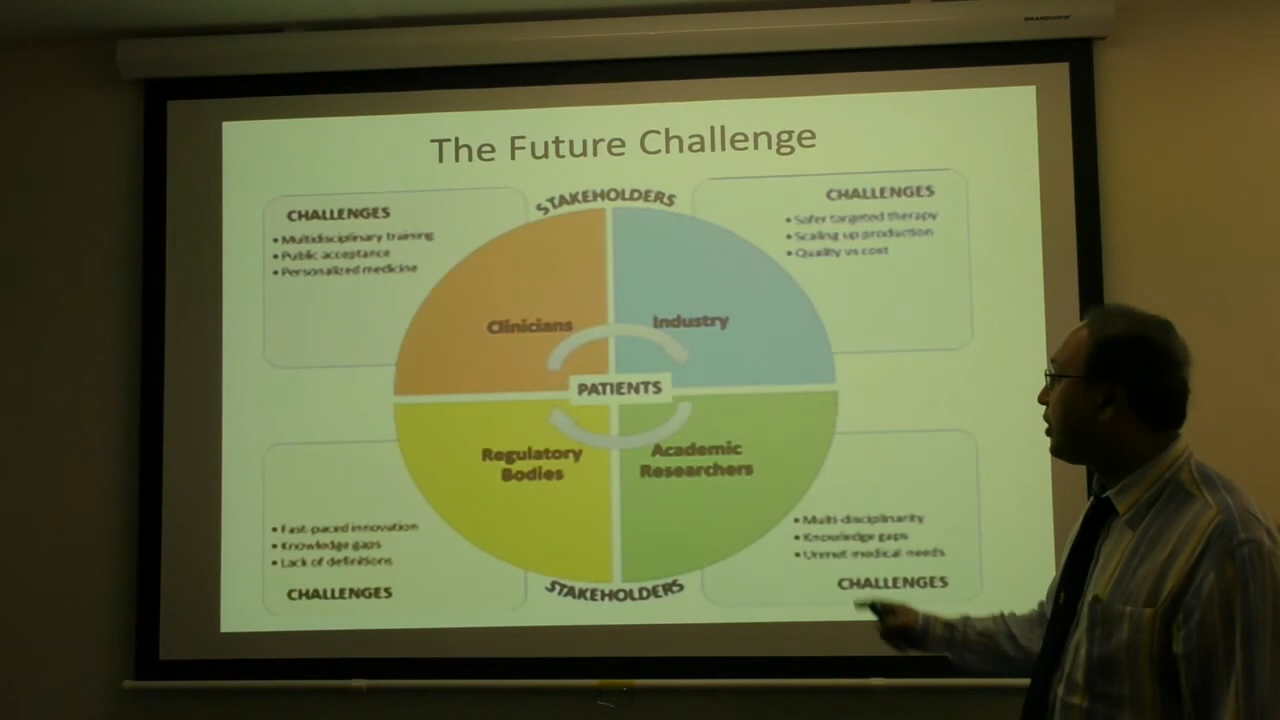 BRANDVIEW
The Future Challenge
STAKEHOLDERS
CHALLENGES
• Multidisciplinary training
• Public acceptance
• Personalized medicine
CHALLENGES
• Safer targeted therapy
• Scaling up production
• Quality vs cost
Clinicians
Industry
PATIENTS
Regulatory
Bodies
Academic
Researchers
• Fast-paced innovation
• Knowledge gaps
• Lack of definitions
CHALLENGES
• Multi-disciplinarity
• Knowledge gaps
• Unmet medical needs
CHALLENGES
STAKEHOLDERS